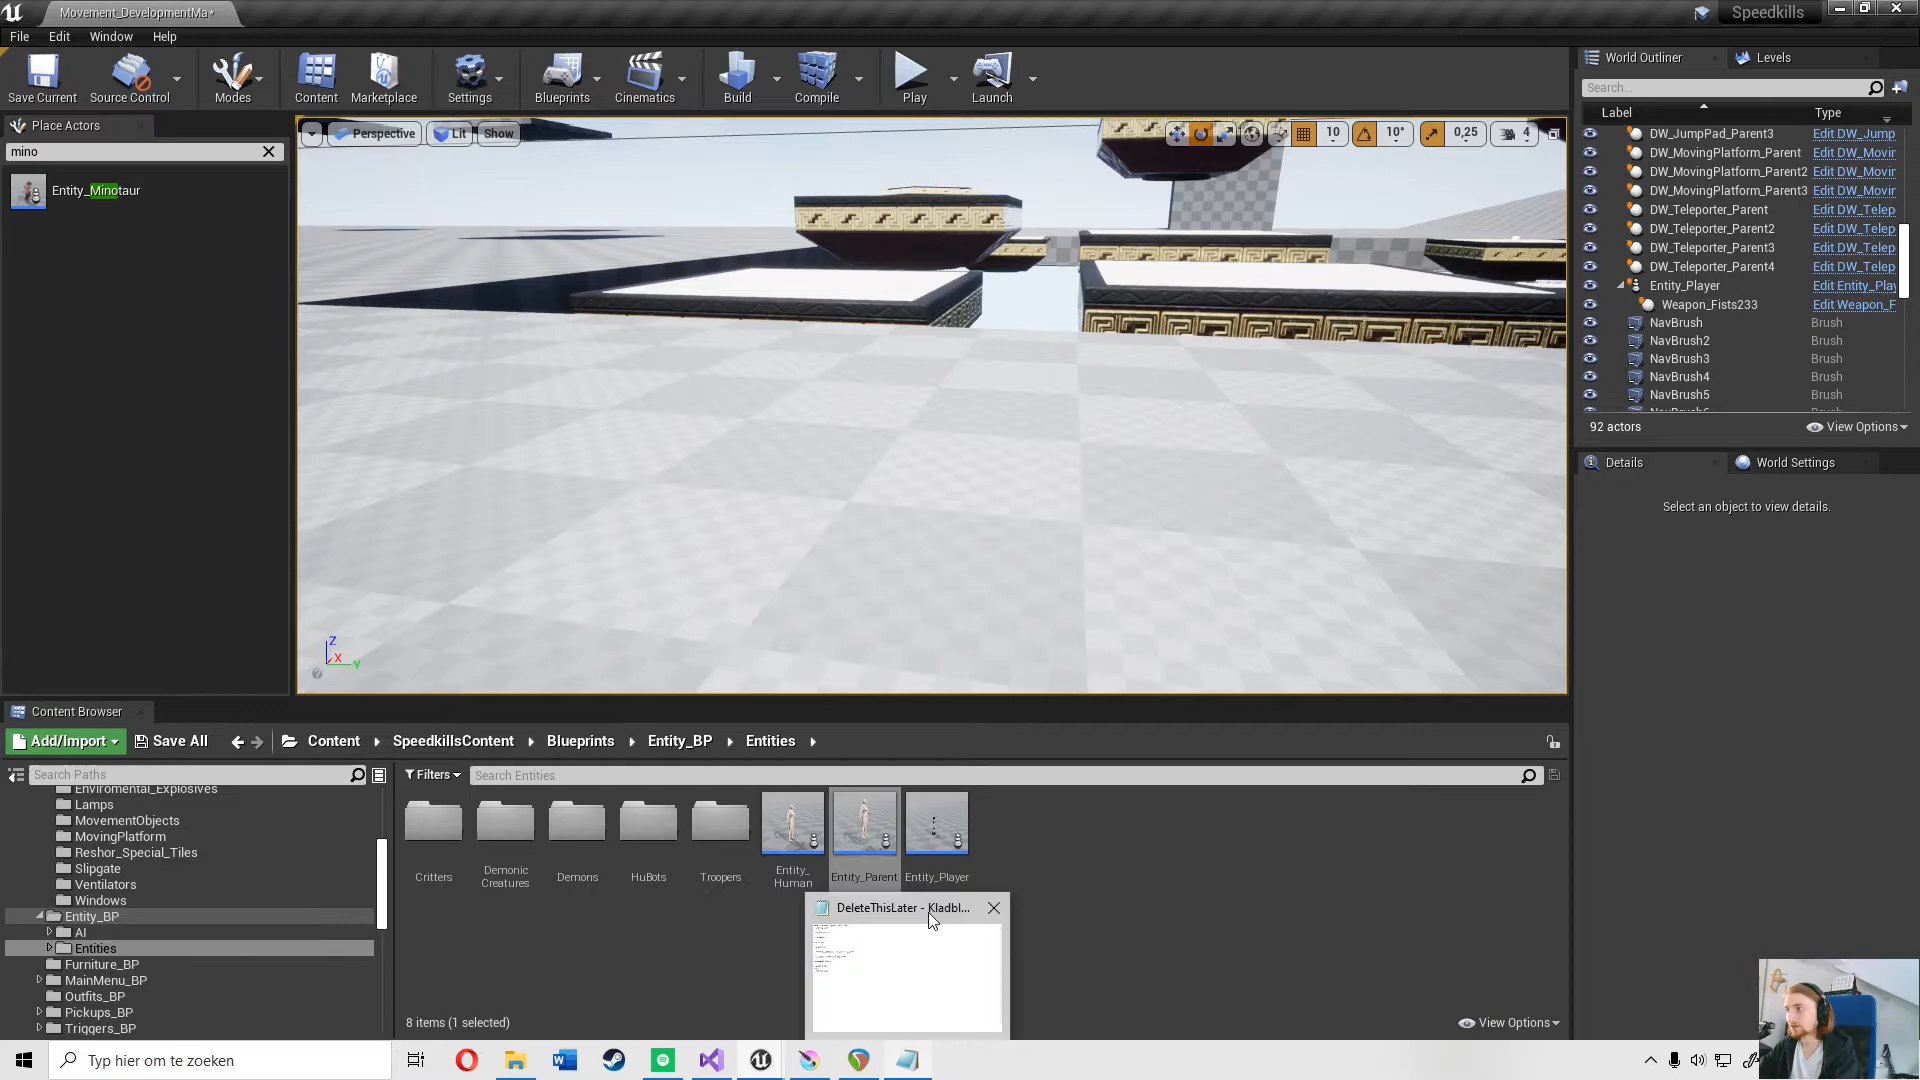 Movement_DevelopmentMa*
Speedkills
File Edit Window Help
Save Current
Source Control
Modes
Content
Marketplace
Settings
Blueprints
Cinematics
Build
Compile
Play
Launch
Place Actors
mino
Entity_Minotaur
Perspective
Lit
Show
10
10°
0,25
4
Z
X
Y
World Outliner
Levels
Search...
Label Type
DW_JumpPad_Parent3 Edit DW_Jump
DW_MovingPlatform_Parent Edit DW_Movir
DW_MovingPlatform_Parent2 Edit DW_Movir
DW_MovingPlatform_Parent3 Edit DW_Movir
DW_Teleporter_Parent Edit DW_Telep
DW_Teleporter_Parent2 Edit DW_Telep
DW_Teleporter_Parent3 Edit DW_Telep
DW_Teleporter_Parent4 Edit DW_Telep
Entity_Player Edit Entity_Play
Weapon_Fists233 Edit Weapon_F
NavBrush Brush
NavBrush2 Brush
NavBrush3 Brush
NavBrush4 Brush
NavBrush5 Brush
92 actors
View Options
Details
World Settings
Select an object to view details.
Content Browser
Add/Import
Save All
Content
SpeedkillsContent
Blueprints
Entity_BP
Entities
Search Paths
Filters
Search Entities
Enviromental_Explosives
Lamps
MovementObjects
MovingPlatform
Reshor_Special_Tiles
Slipgate
Ventilators
Windows
Entity_BP
AI
Entities
Furniture_BP
MainMenu_BP
Outfits_BP
Pickups_BP
Triggers_BP
Critters
Demonic
Creatures
Demons
HuBots
Troopers
Entity_
Human
Entity_Parent
Entity_Player
DeleteThisLater - Kladbl...
8 items (1 selected)
View Options
Typ hier om te zoeken